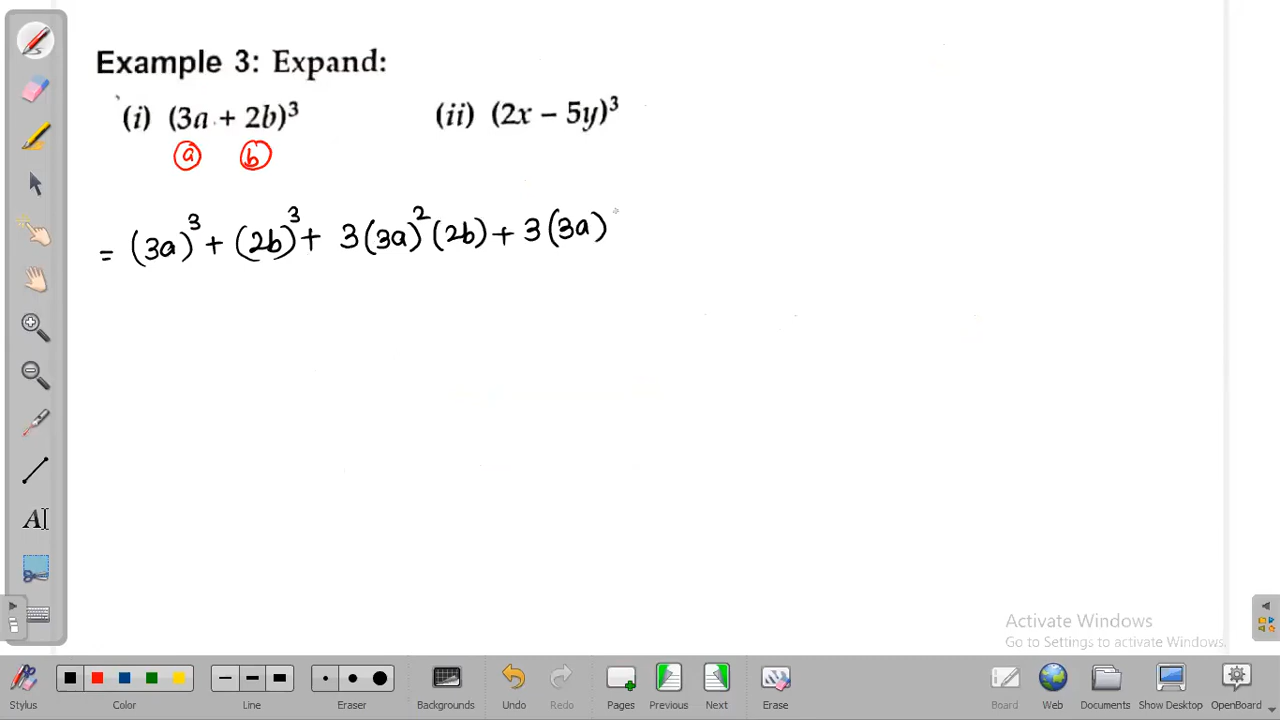 Example 3: Expand:
(i) (3a + 2b)³ (ii) (2x − 5y)³
a b
= (3a)³ + (2b)³ + 3(3a)²(2b) + 3(3a)
AI
Activate Windows
Go to Settings to activate Windows.
Stylus Color Line Eraser Backgrounds Undo Redo Pages Previous Next Erase Board Web Documents Show Desktop OpenBoard